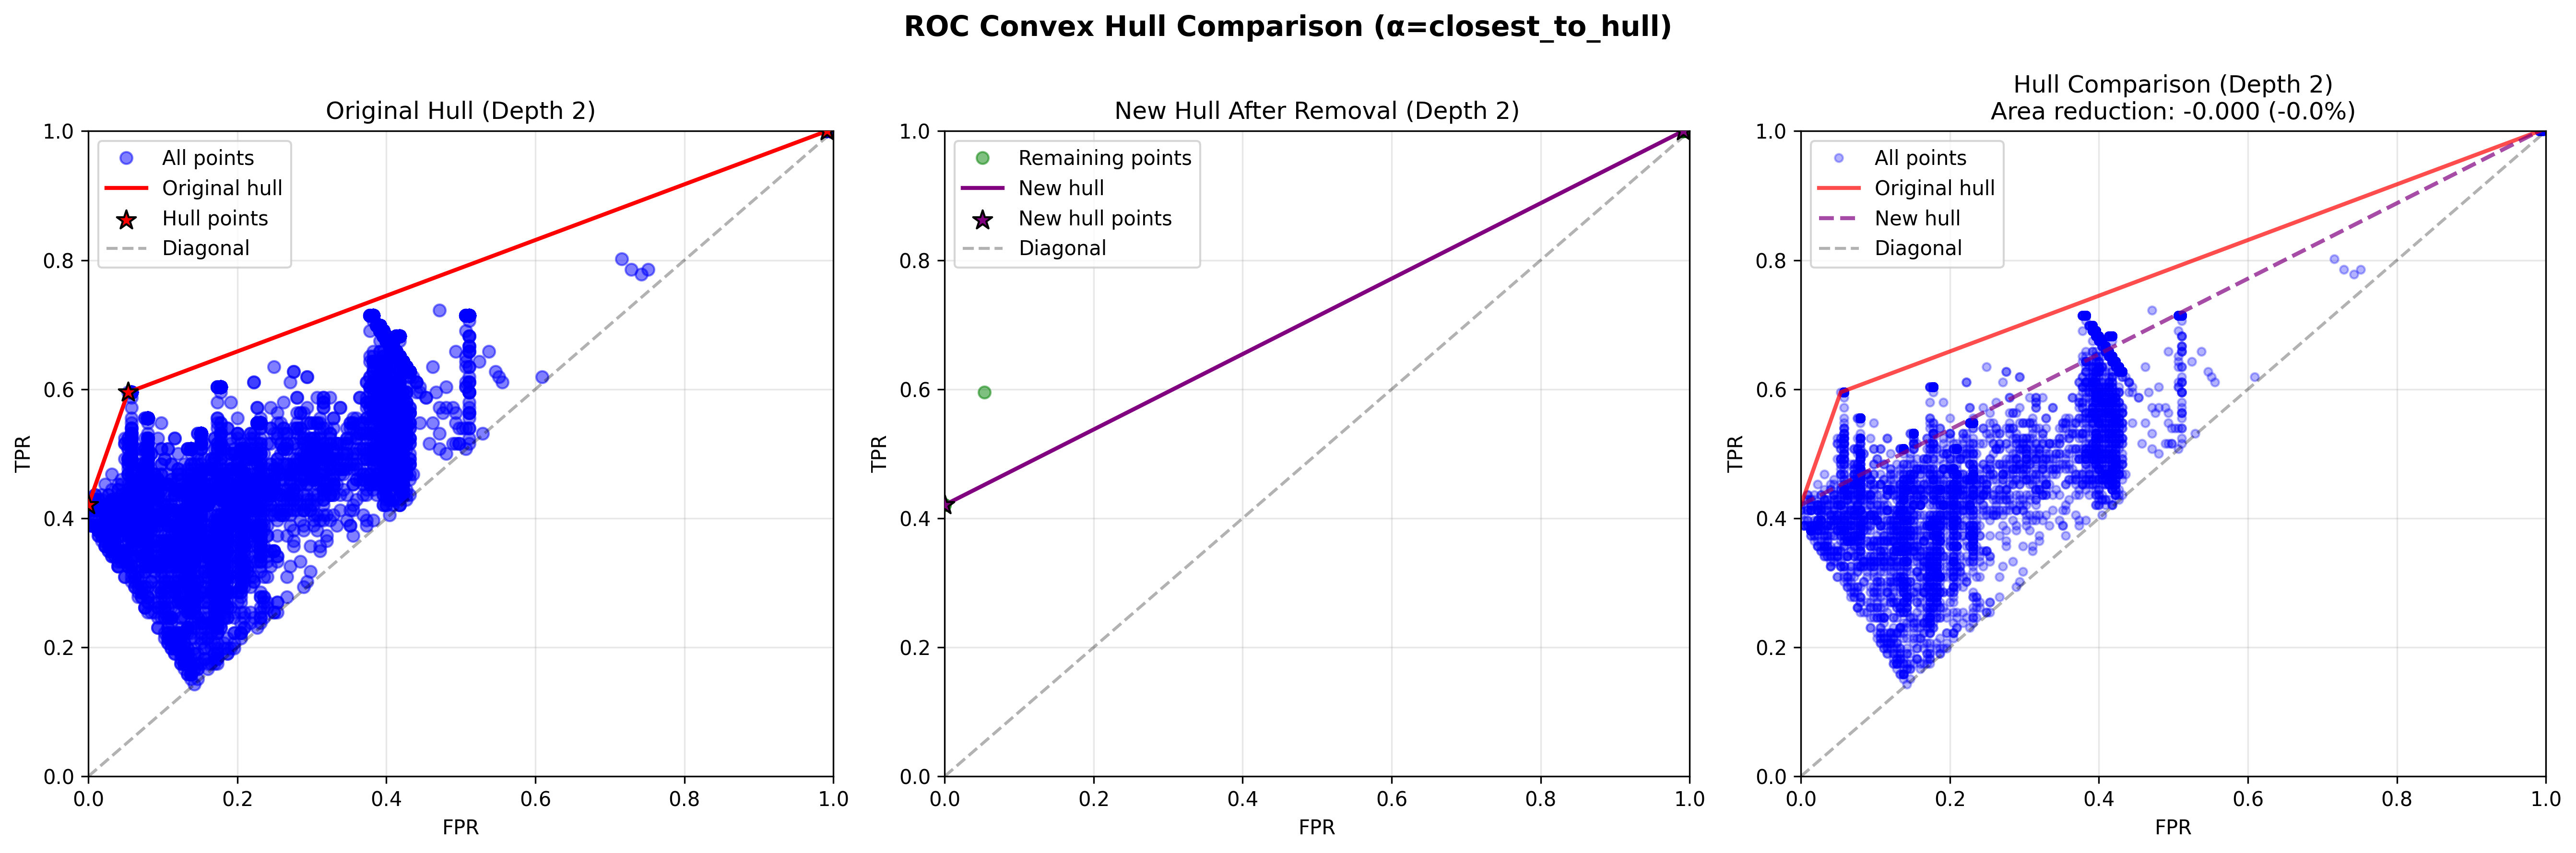 ROC Convex Hull Comparison (α=closest_to_hull)
Original Hull (Depth 2)
1.0
0.8
0.6
0.4
0.2
0.0
TPR
All points
Original hull
Hull points
Diagonal
0.0 0.2 0.4 0.6 0.8 1.0
FPR
New Hull After Removal (Depth 2)
1.0
0.8
0.6
0.4
0.2
0.0
TPR
Remaining points
New hull
New hull points
Diagonal
0.0 0.2 0.4 0.6 0.8 1.0
FPR
Hull Comparison (Depth 2)
Area reduction: -0.000 (-0.0%)
1.0
0.8
0.6
0.4
0.2
0.0
TPR
All points
Original hull
New hull
Diagonal
0.0 0.2 0.4 0.6 0.8 1.0
FPR